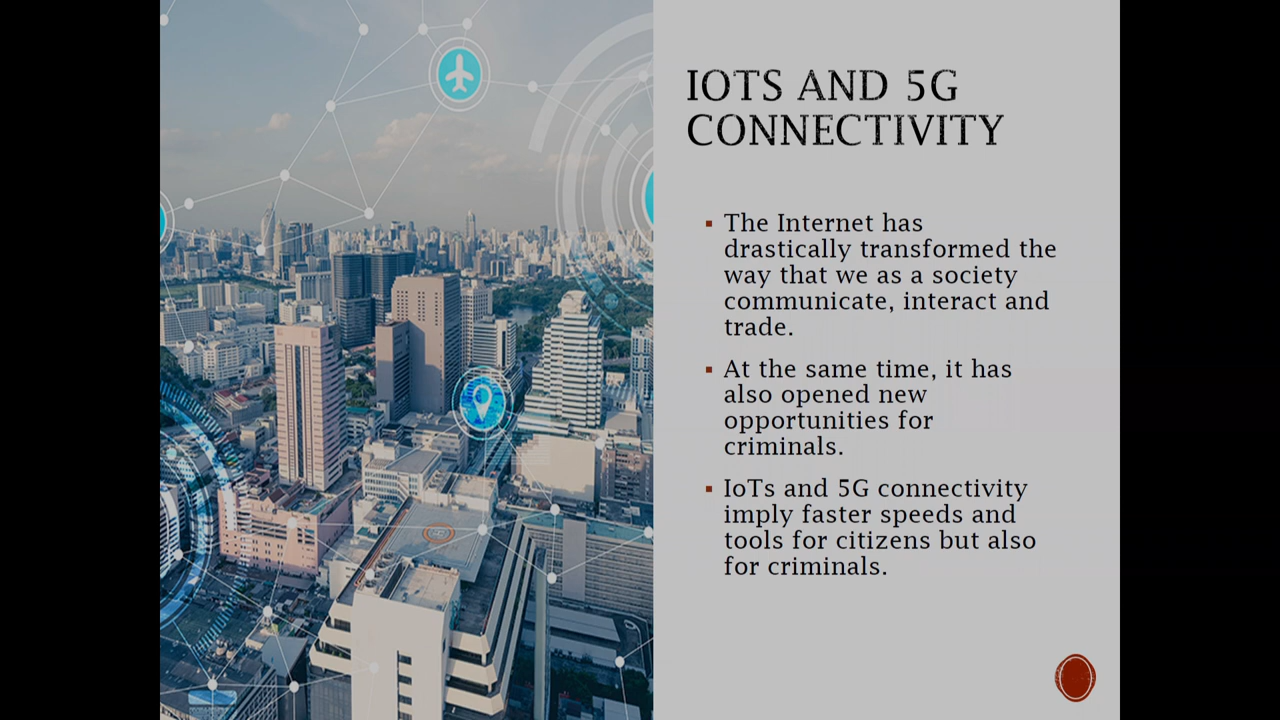 IOTS AND 5G
CONNECTIVITY
The Internet has
drastically transformed the
way that we as a society
communicate, interact and
trade.
At the same time, it has
also opened new
opportunities for
criminals.
IoTs and 5G connectivity
imply faster speeds and
tools for citizens but also
for criminals.